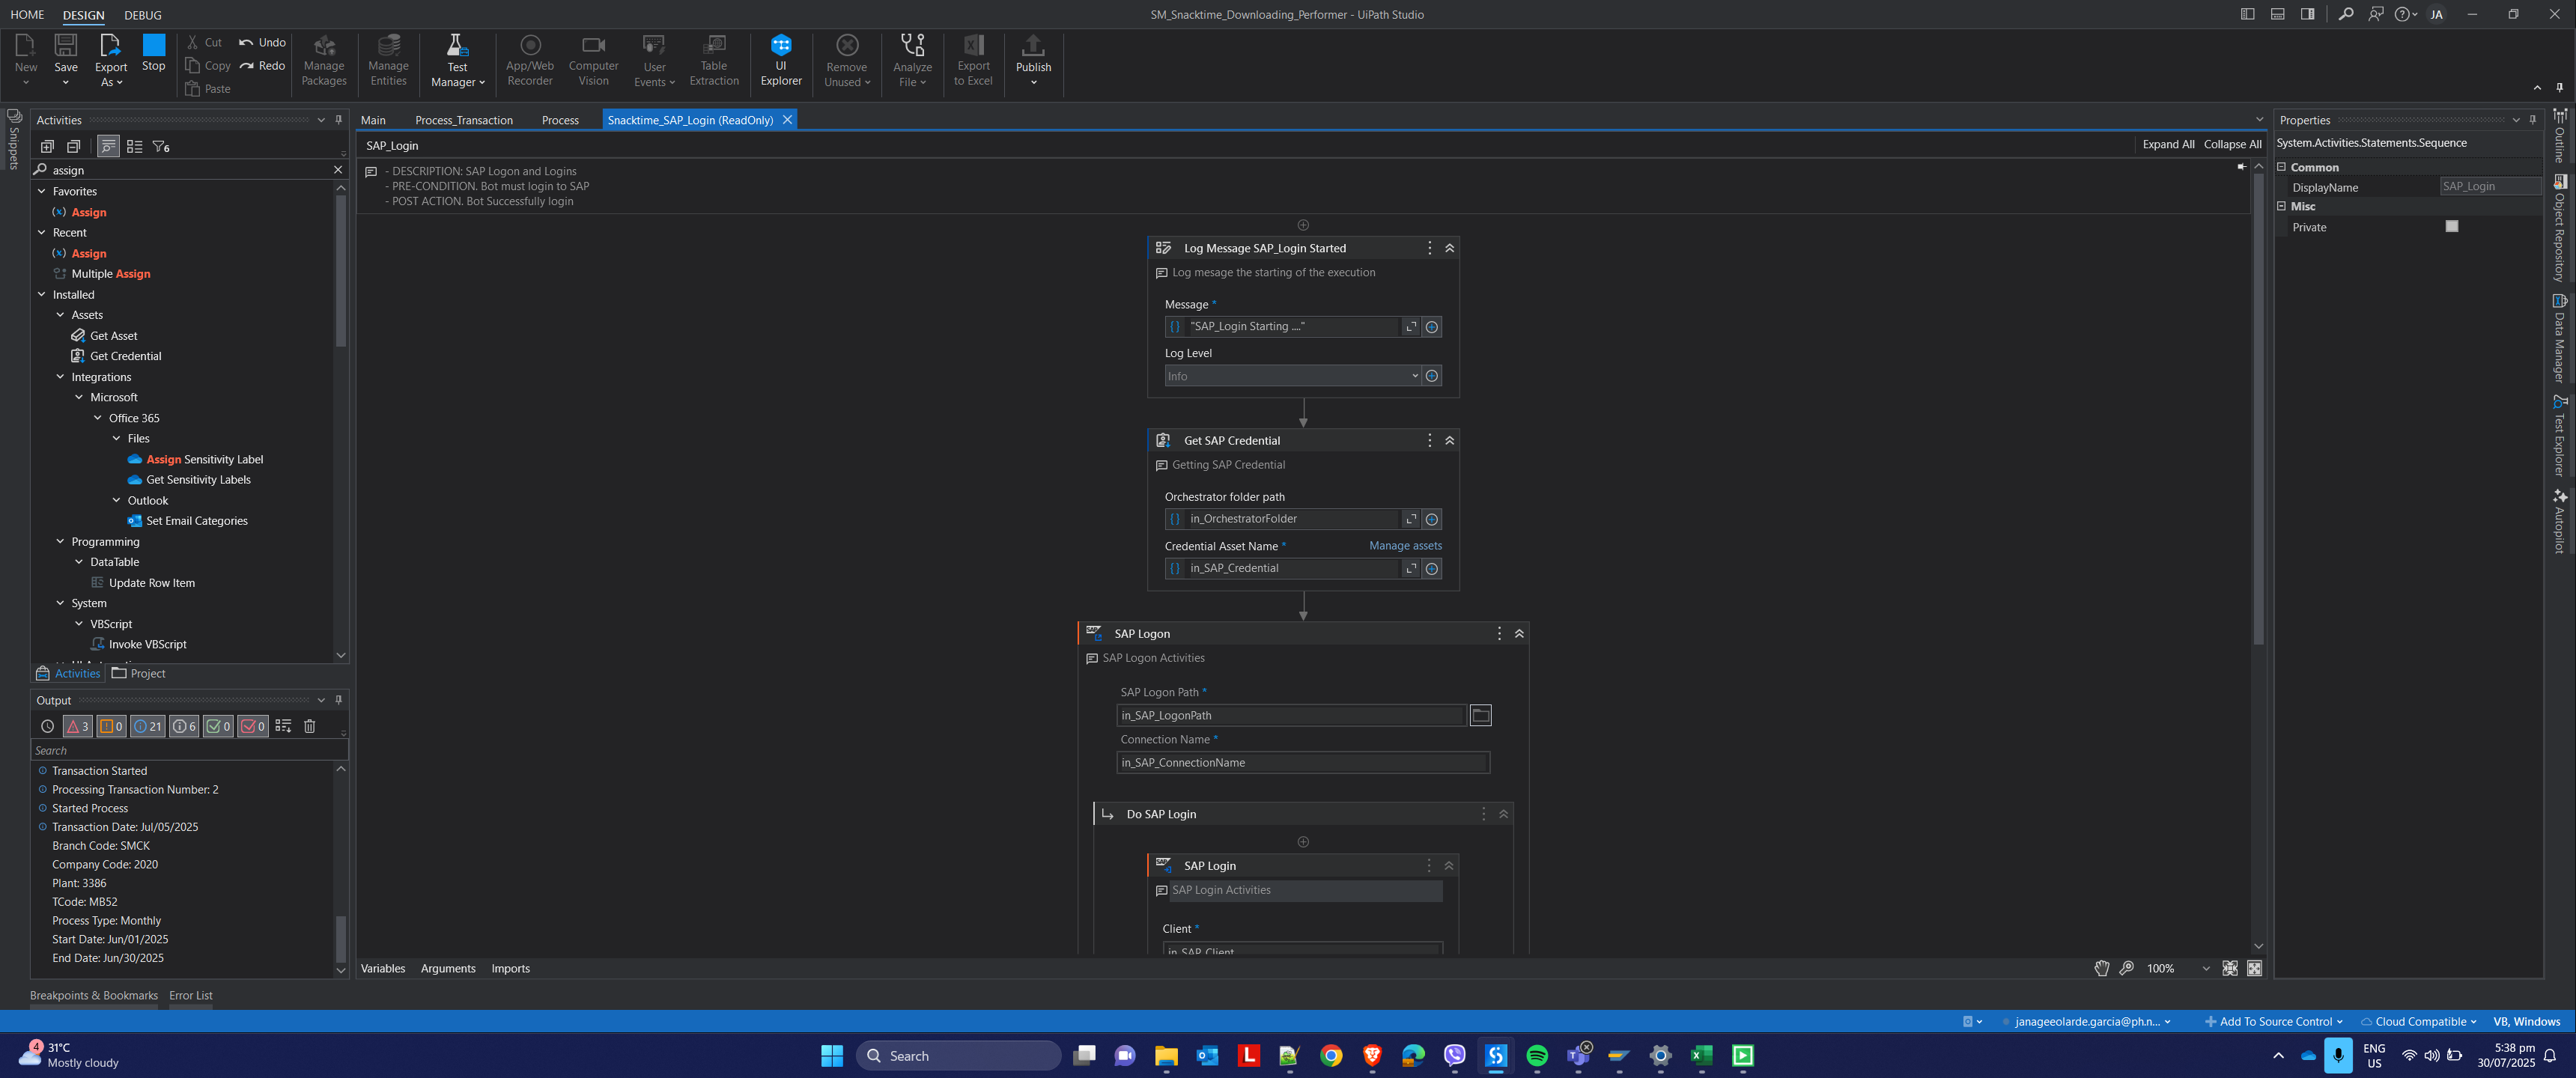 HOME DESIGN DEBUG SM_Snacktime_Downloading_Performer - UiPath Studio JA
New Save Export As Stop Cut Copy Paste Undo Redo Manage Packages Manage Entities Test Manager App/Web Recorder Computer Vision User Events Table Extraction UI Explorer Remove Unused Analyze File Export to Excel Publish
Snippets
Activities
6
assign
Favorites
Assign
Recent
Assign
Multiple Assign
Installed
Assets
Get Asset
Get Credential
Integrations
Microsoft
Office 365
Files
Assign Sensitivity Label
Get Sensitivity Labels
Outlook
Set Email Categories
Programming
DataTable
Update Row Item
System
VBScript
Invoke VBScript
Activities Project
Output
3 0 21 6 0 0
Search
Transaction Started
Processing Transaction Number: 2
Started Process
Transaction Date: Jul/05/2025
Branch Code: SMCK
Company Code: 2020
Plant: 3386
TCode: MB52
Process Type: Monthly
Start Date: Jun/01/2025
End Date: Jun/30/2025
Breakpoints & Bookmarks Error List
Main Process_Transaction Process Snacktime_SAP_Login (ReadOnly)
SAP_Login Expand All Collapse All
- DESCRIPTION: SAP Logon and Logins
- PRE-CONDITION. Bot must login to SAP
- POST ACTION. Bot Successfully login
Log Message SAP_Login Started
Log mesage the starting of the execution
Message *
"SAP_Login Starting ...."
Log Level
Info
Get SAP Credential
Getting SAP Credential
Orchestrator folder path
in_OrchestratorFolder
Credential Asset Name * Manage assets
in_SAP_Credential
SAP Logon
SAP Logon Activities
SAP Logon Path *
in_SAP_LogonPath
Connection Name *
in_SAP_ConnectionName
Do SAP Login
SAP Login
SAP Login Activities
Client *
in_SAP_Client
Variables Arguments Imports 100%
Properties
System.Activities.Statements.Sequence
Common
DisplayName SAP_Login
Misc
Private
Outline
Object Repository
Data Manager
Test Explorer
Autopilot
janageeolarde.garcia@ph.n... Add To Source Control Cloud Compatible VB, Windows
4 31°C
Mostly cloudy
Search
ENG
US
5:38 pm
30/07/2025